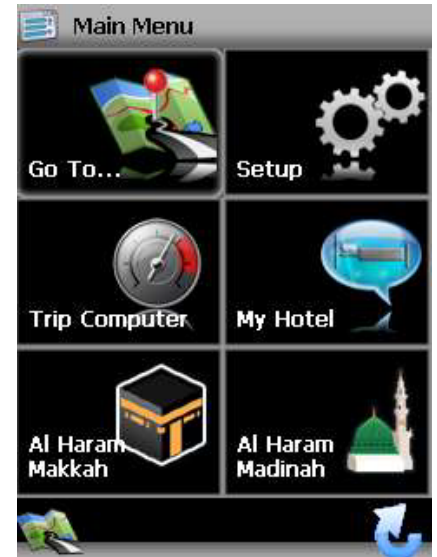 Main Menu
Go To...
Setup
Trip Computer
My Hotel
Al Haram
Makkah
Al Haram
Madinah